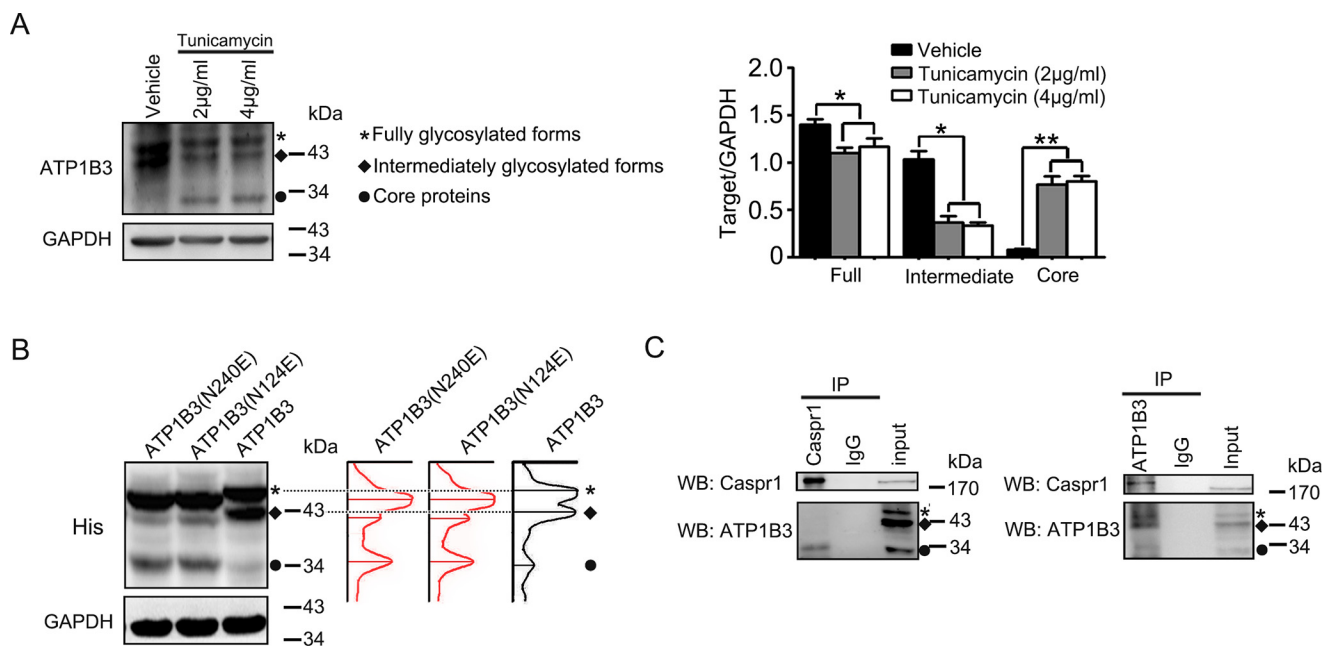 A
Tunicamycin
Vehicle
2μg/ml
4μg/ml
kDa
ATP1B3
*
43
◆
34
●
GAPDH
43
34
*Fully glycosylated forms
◆Intermediately glycosylated forms
●Core proteins
Target/GAPDH
2.0
1.5
1.0
0.5
0
Vehicle
Tunicamycin (2μg/ml)
Tunicamycin (4μg/ml)
*
*
**
Full
Intermediate
Core
B
ATP1B3(N240E)
ATP1B3(N124E)
ATP1B3
kDa
His
*
43
◆
34
●
GAPDH
43
34
ATP1B3(N240E)
ATP1B3(N124E)
ATP1B3
*
◆
●
C
IP
Caspr1
IgG
input
kDa
WB: Caspr1
170
WB: ATP1B3
*
43
◆
34
●
IP
ATP1B3
IgG
Input
kDa
WB: Caspr1
170
WB: ATP1B3
*
43
◆
34
●